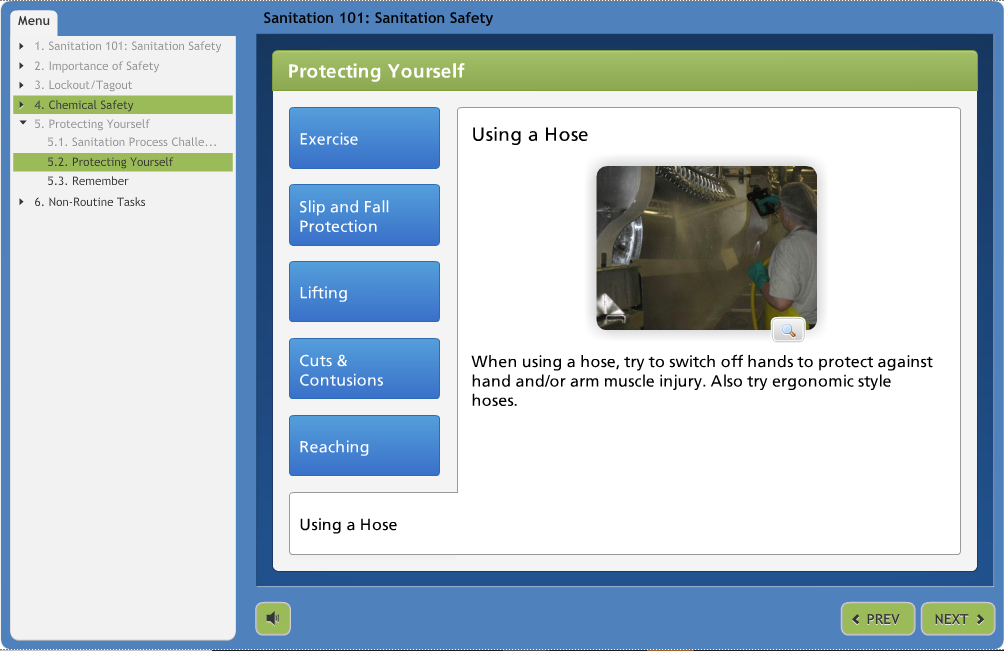 Menu
Sanitation 101: Sanitation Safety
1. Sanitation 101: Sanitation Safety
2. Importance of Safety
3. Lockout/Tagout
4. Chemical Safety
5. Protecting Yourself
5.1. Sanitation Process Challe...
5.2. Protecting Yourself
5.3. Remember
6. Non-Routine Tasks
Protecting Yourself
Exercise
Slip and Fall
Protection
Lifting
Cuts &
Contusions
Reaching
Using a Hose
Using a Hose
When using a hose, try to switch off hands to protect against
hand and/or arm muscle injury. Also try ergonomic style
hoses.
PREV
NEXT